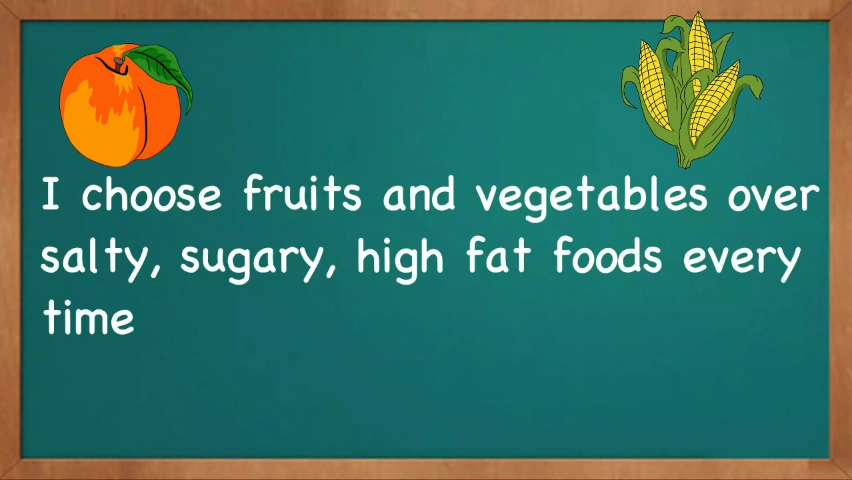 I choose fruits and vegetables over
salty, sugary, high fat foods every
time